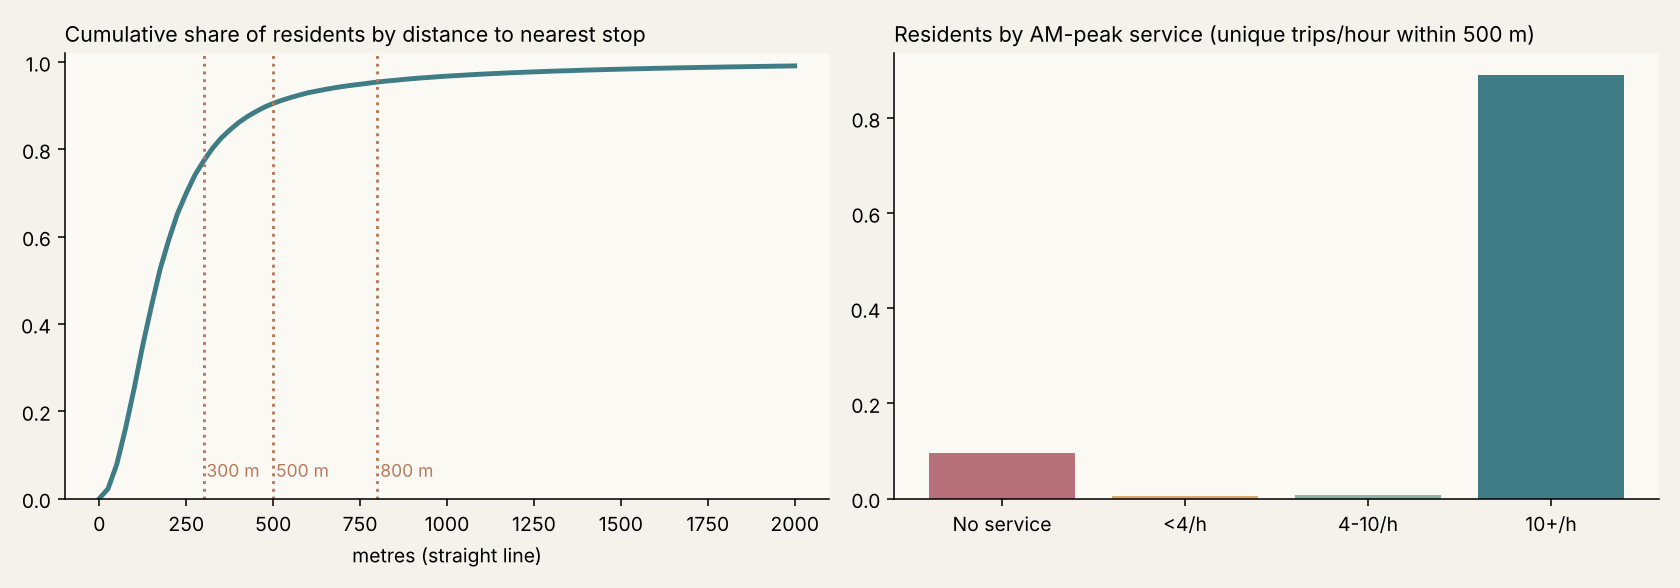 Cumulative share of residents by distance to nearest stop
1.0
0.8
0.6
0.4
0.2
0.0
300 m
500 m
800 m
0 250 500 750 1000 1250 1500 1750 2000
metres (straight line)
Residents by AM-peak service (unique trips/hour within 500 m)
0.8
0.6
0.4
0.2
0.0
No service <4/h 4-10/h 10+/h